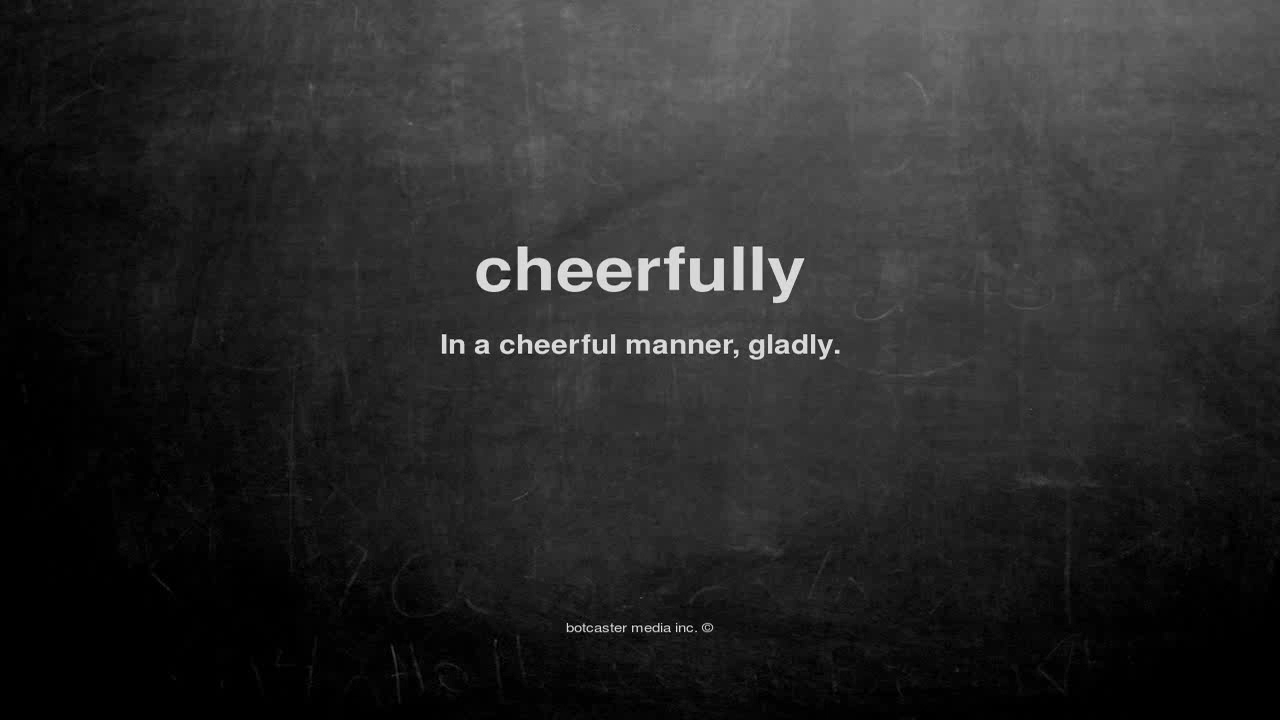 cheerfully
In a cheerful manner, gladly.
botcaster media inc. ©